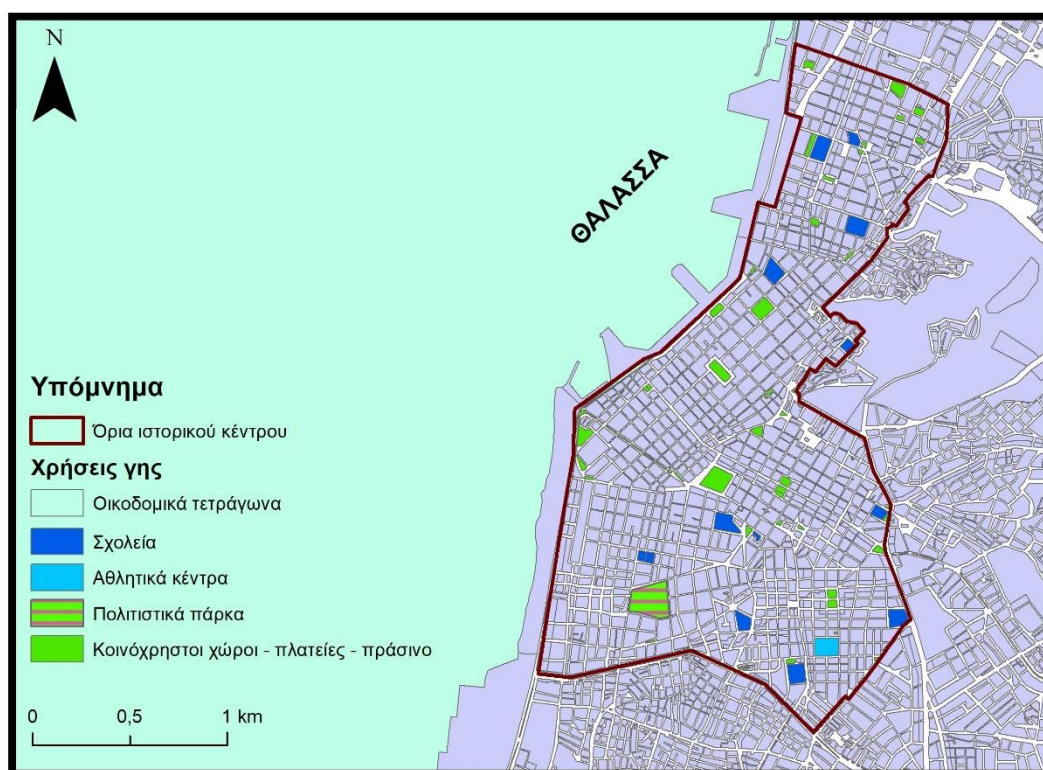 N
ΘΑΛΑΣΣΑ
Υπόμνημα
Όρια ιστορικού κέντρου
Χρήσεις γης
Οικοδομικά τετράγωνα
Σχολεία
Αθλητικά κέντρα
Πολιτιστικά πάρκα
Κοινόχρηστοι χώροι - πλατείες - πράσινο
0 0,5 1 km